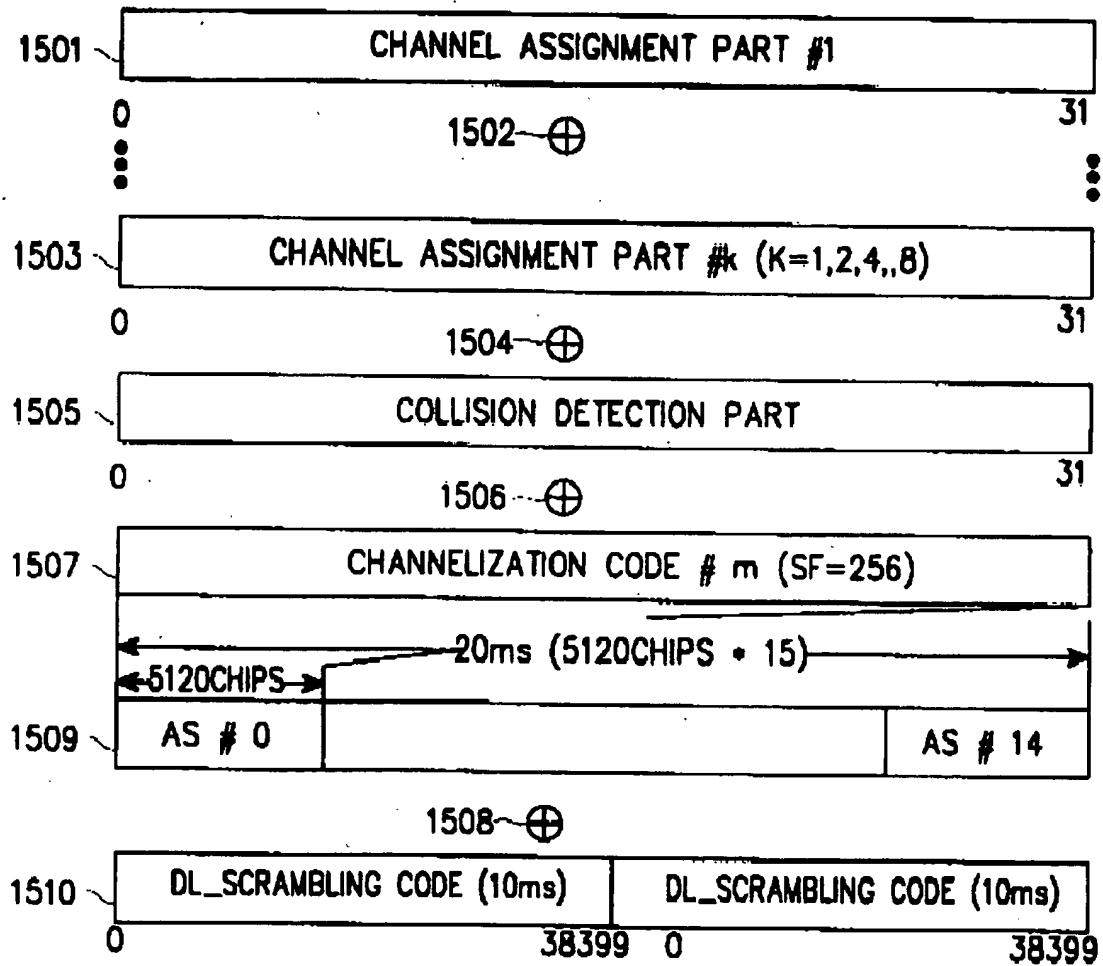 1501 CHANNEL ASSIGNMENT PART #1
0 31
1502
1503 CHANNEL ASSIGNMENT PART #k (K=1,2,4,,8)
0 31
1504
1505 COLLISION DETECTION PART
0 31
1506
1507 CHANNELIZATION CODE # m (SF=256)
20ms (5120CHIPS * 15)
5120CHIPS
1509 AS # 0 AS # 14
1508
1510 DL_SCRAMBLING CODE (10ms) DL_SCRAMBLING CODE (10ms)
0 38399 0 38399